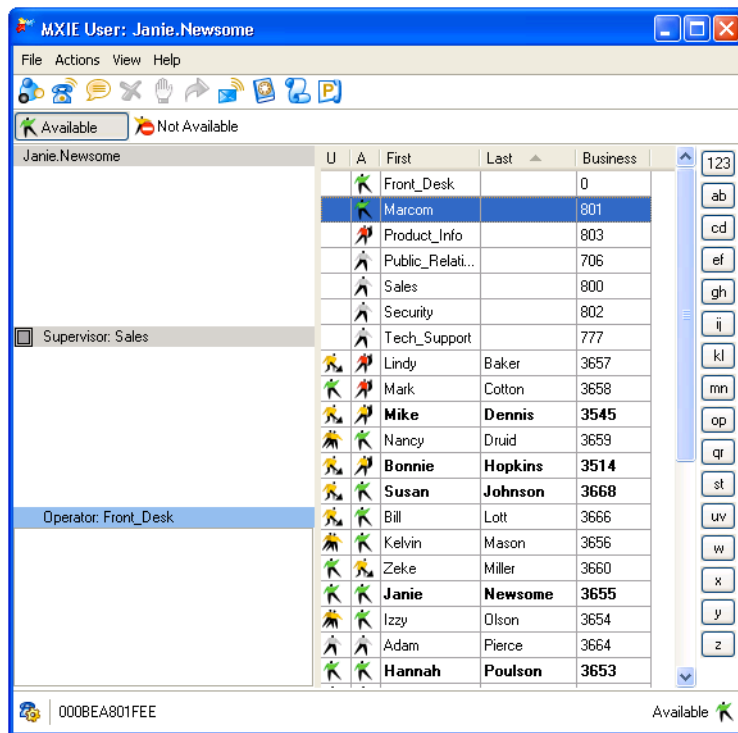 MXIE User: Janie.Newsome
File Actions View Help
Available Not Available
Janie.Newsome
Supervisor: Sales
Operator: Front_Desk
U A First Last Business
Front_Desk 0
Marcom 801
Product_Info 803
Public_Relati... 706
Sales 800
Security 802
Tech_Support 777
Lindy Baker 3657
Mark Cotton 3658
Mike Dennis 3545
Nancy Druid 3659
Bonnie Hopkins 3514
Susan Johnson 3668
Bill Lott 3666
Kelvin Mason 3656
Zeke Miller 3660
Janie Newsome 3655
Izzy Olson 3654
Adam Pierce 3664
Hannah Poulson 3653
123
ab
cd
ef
gh
ij
kl
mn
op
qr
st
uv
w
x
y
z
000BEA801FEE
Available